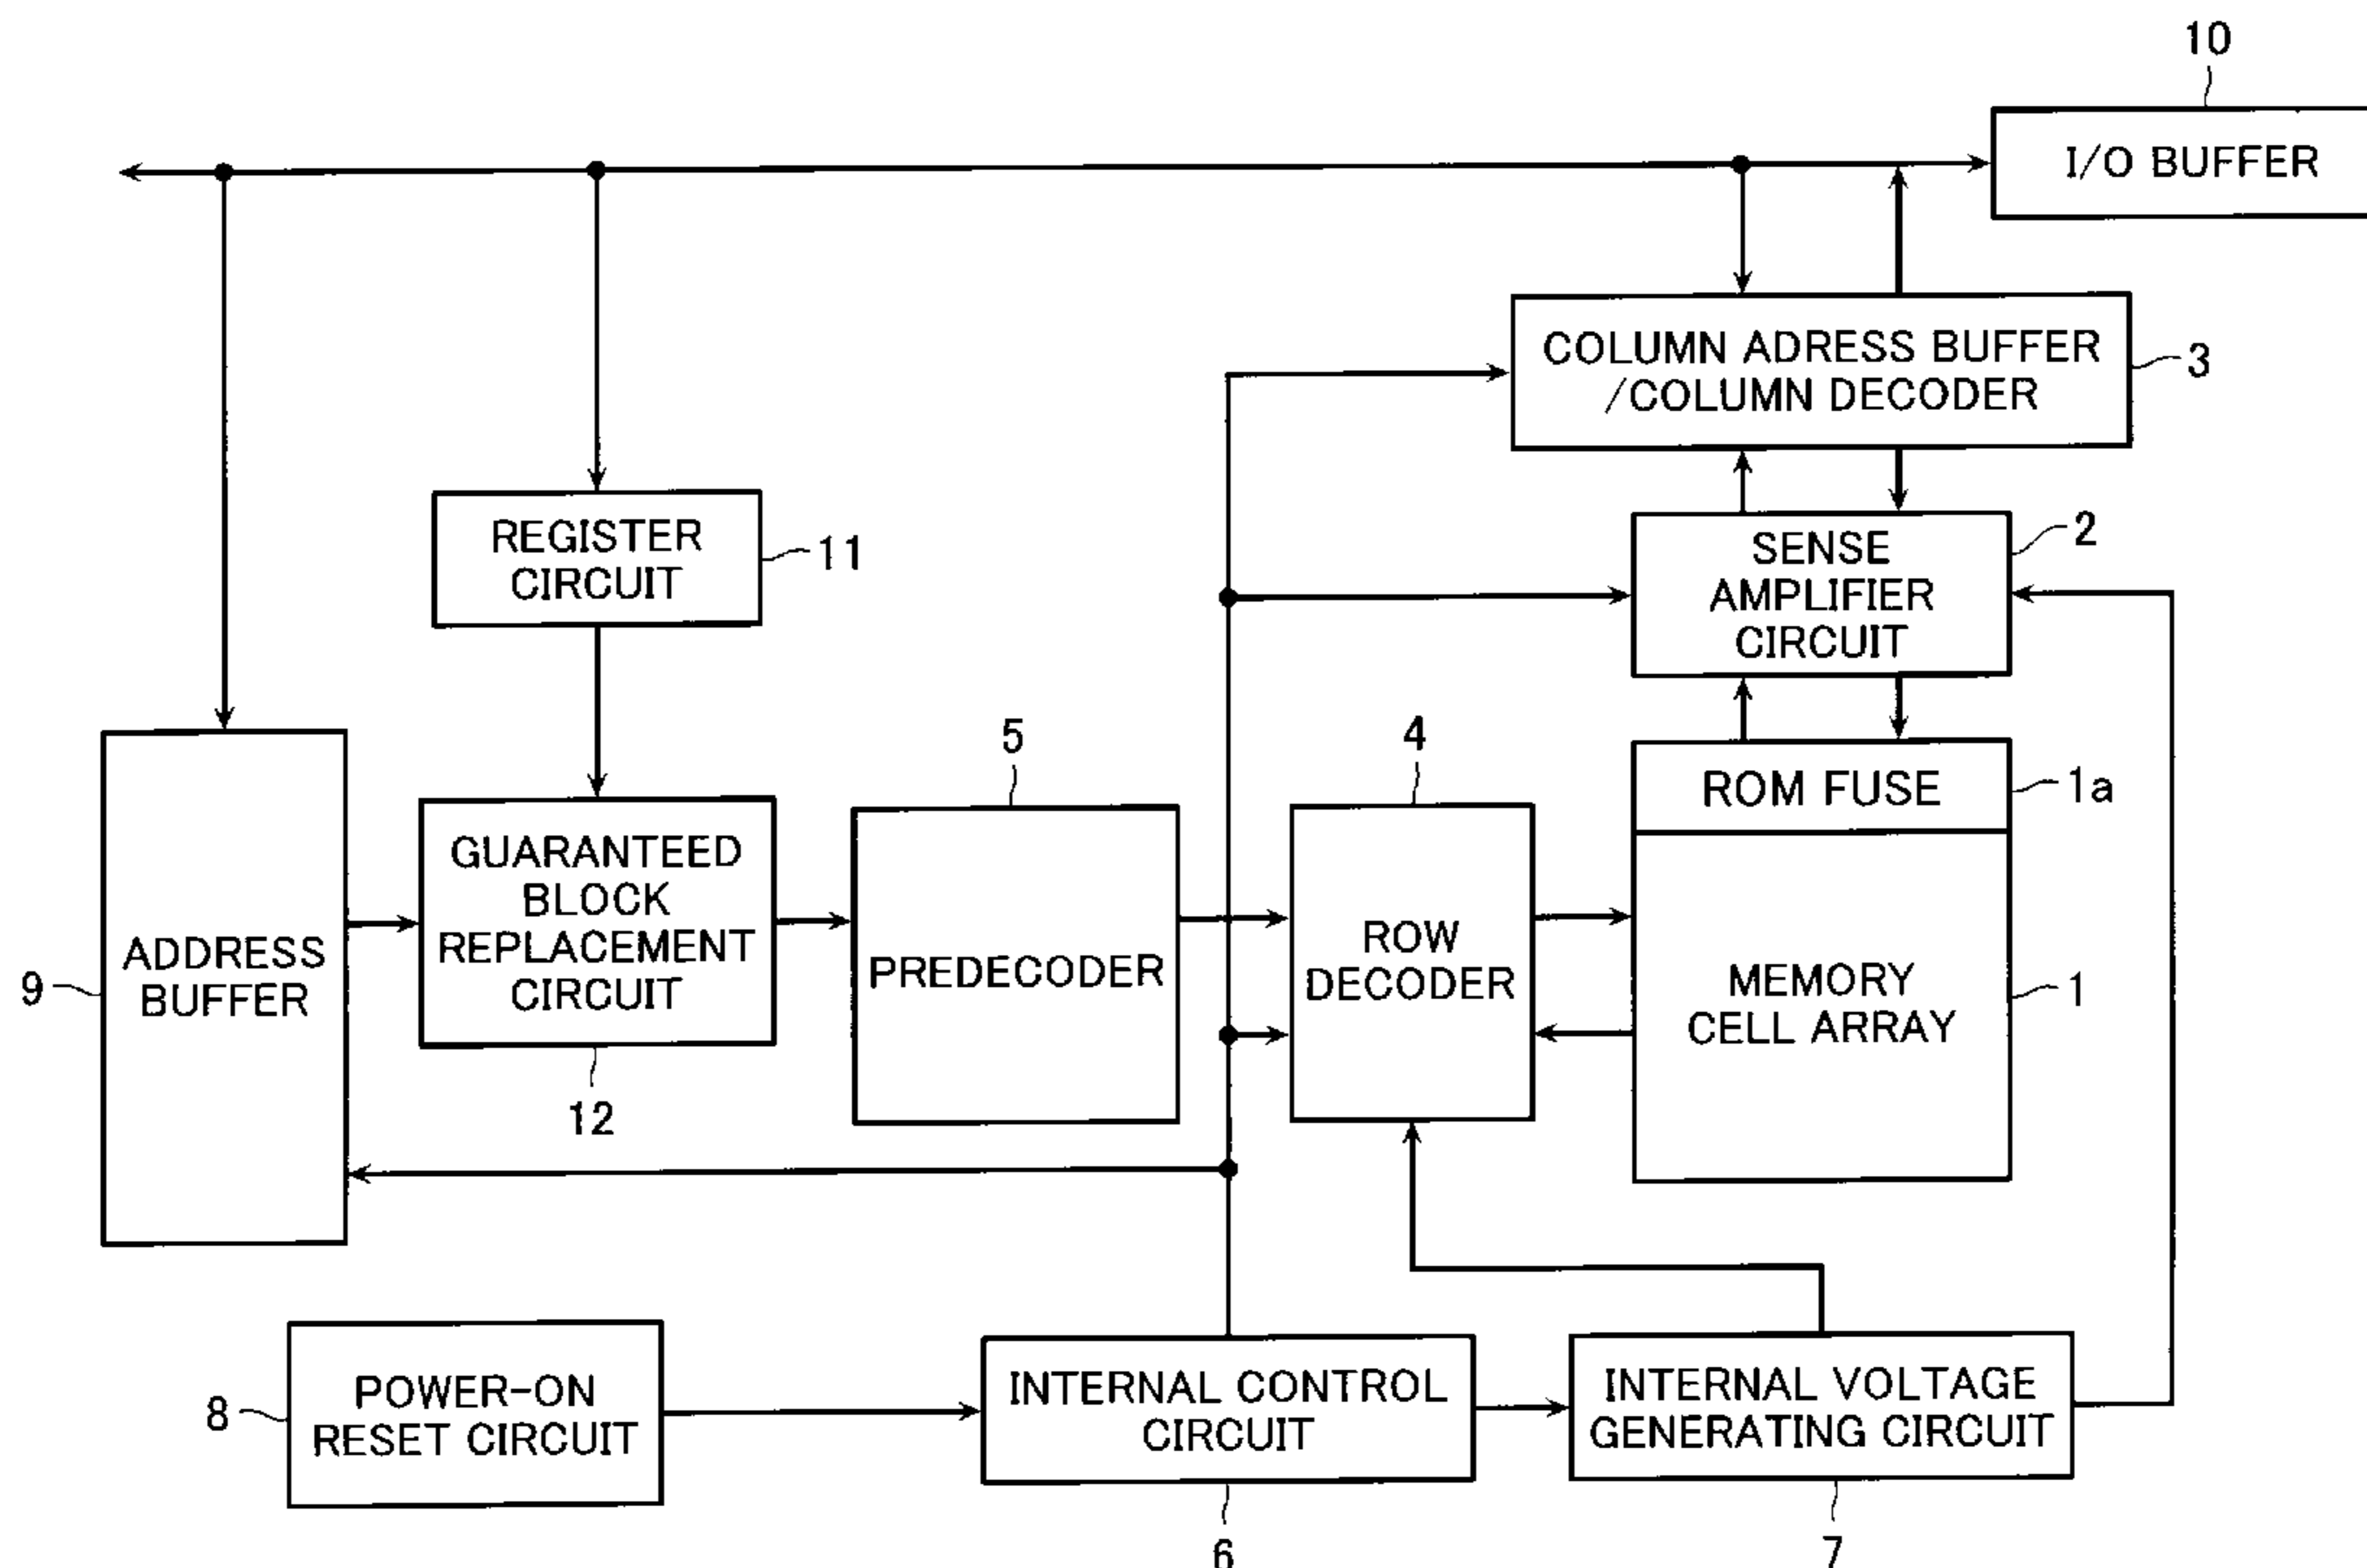 10
I/O BUFFER
COLUMN ADRESS BUFFER
/COLUMN DECODER
3
REGISTER
CIRCUIT
11
SENSE
AMPLIFIER
CIRCUIT
2
ROM FUSE
1a
MEMORY
CELL ARRAY
1
4
ROW
DECODER
5
PREDECODER
GUARANTEED
BLOCK
REPLACEMENT
CIRCUIT
12
ADDRESS
BUFFER
9
POWER-ON
RESET CIRCUIT
8
INTERNAL CONTROL
CIRCUIT
6
INTERNAL VOLTAGE
GENERATING CIRCUIT
7